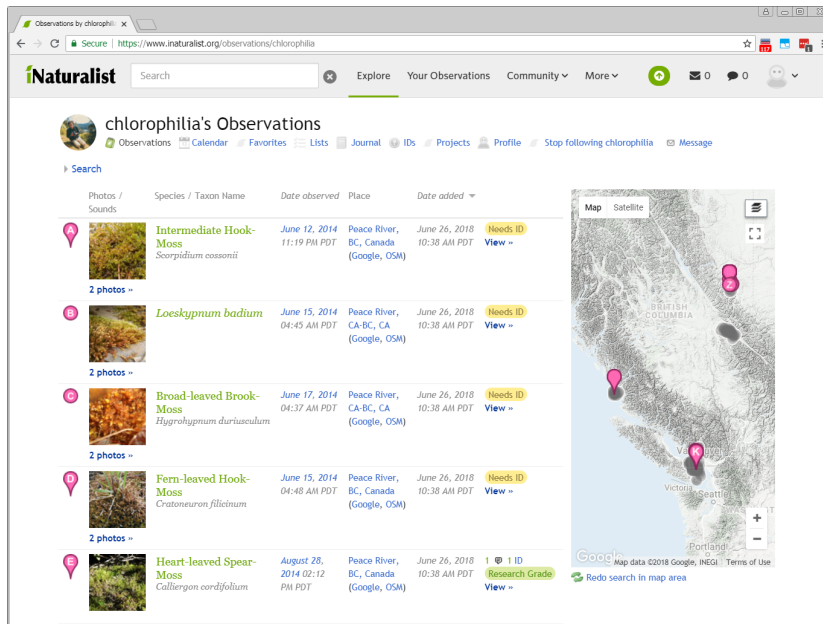 Observations by chlorophili
Secure | https://www.inaturalist.org/observations/chlorophilia
117
1
iNaturalist
Search
Explore
Your Observations
Community
More
0
0
chlorophilia's Observations
Observations
Calendar
Favorites
Lists
Journal
IDs
Projects
Profile
Stop following chlorophilia
Message
Search
Photos /
Sounds
Species / Taxon Name
Date observed
Place
Date added
A
Intermediate Hook-
Moss
Scorpidium cossonii
June 12, 2014
11:19 PM PDT
Peace River,
BC, Canada
(Google, OSM)
June 26, 2018
10:38 AM PDT
Needs ID
View »
2 photos »
B
Loeskypnum badium
June 15, 2014
04:45 AM PDT
Peace River,
CA-BC, CA
(Google, OSM)
June 26, 2018
10:38 AM PDT
Needs ID
View »
2 photos »
C
Broad-leaved Brook-
Moss
Hygrohypnum duriusculum
June 17, 2014
04:37 AM PDT
Peace River,
CA-BC, CA
(Google, OSM)
June 26, 2018
10:38 AM PDT
Needs ID
View »
2 photos »
D
Fern-leaved Hook-
Moss
Cratoneuron filicinum
June 15, 2014
04:48 AM PDT
Peace River,
BC, Canada
(Google, OSM)
June 26, 2018
10:38 AM PDT
Needs ID
View »
2 photos »
E
Heart-leaved Spear-
Moss
Calliergon cordifolium
August 28,
2014 02:12
PM PDT
Peace River,
BC, Canada
(Google, OSM)
June 26, 2018
10:38 AM PDT
1 1 ID
Research Grade
View »
Map
Satellite
Z
BRITISH
COLUMBIA
K
Victoria
Seattle
Portland
Google
Map data ©2018 Google, INEGI
Terms of Use
Redo search in map area